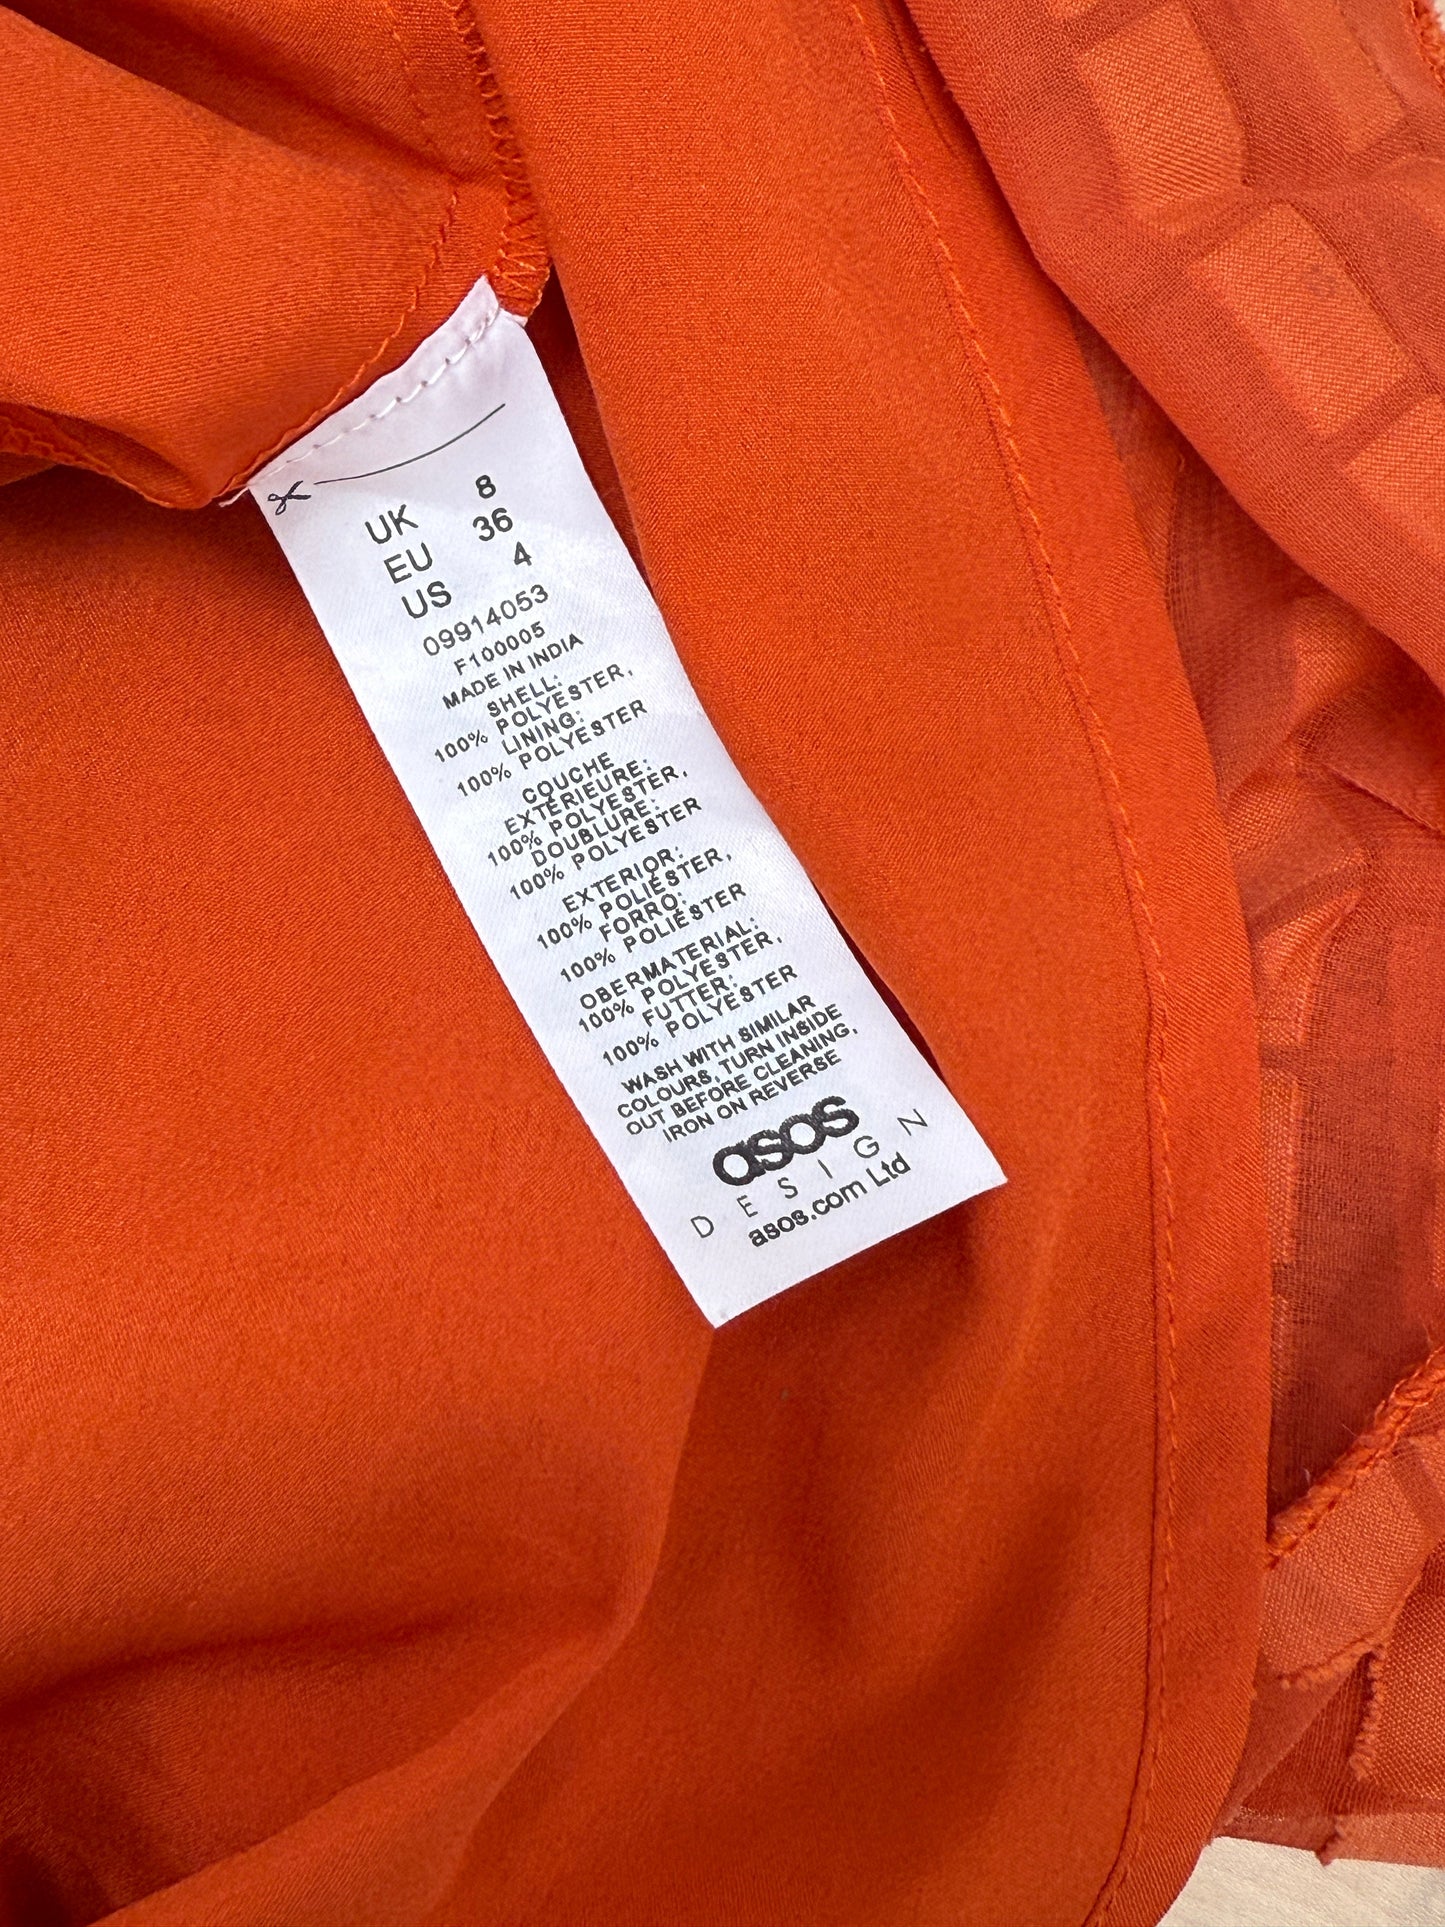 UK 8
EU 36
US 4
09914053
F100005
MADE IN INDIA
SHELL:
100% POLYESTER,
LINING:
100% POLYESTER
COUCHE
EXTÉRIEURE:
100% POLYESTER,
DOUBLURE:
100% POLYESTER
EXTERIOR:
100% POLIÉSTER,
FORRO:
100% POLIÉSTER
OBERMATERIAL:
100% POLYESTER,
FUTTER:
100% POLYESTER
WASH WITH SIMILAR
COLOURS, TURN INSIDE
OUT BEFORE CLEANING,
IRON ON REVERSE
asos
DESIGN
asos.com Ltd